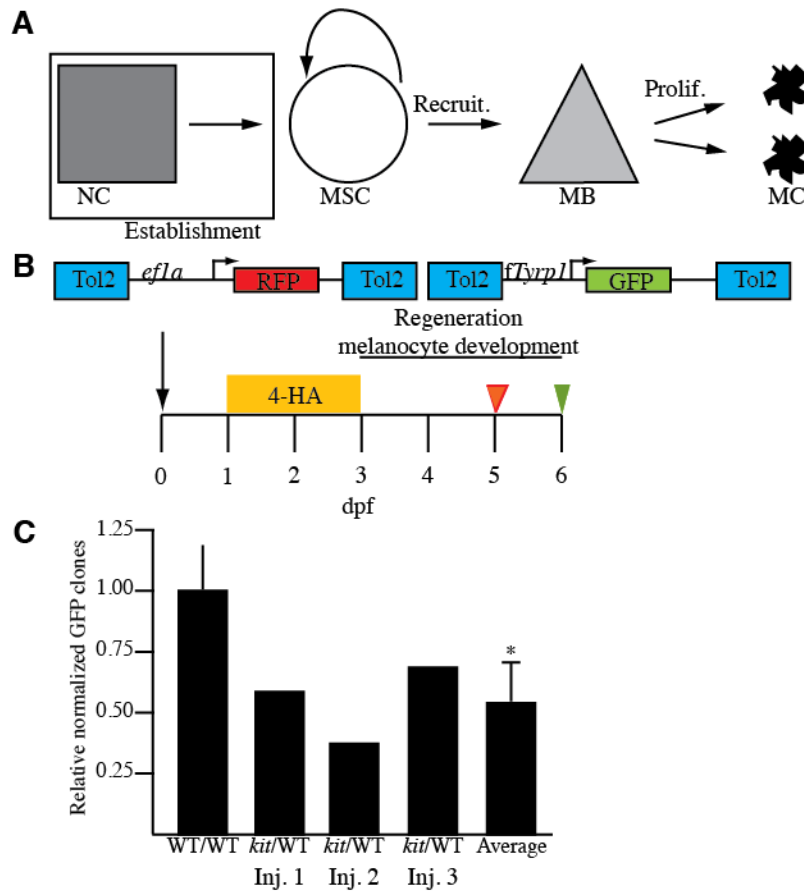 A
Recruit.
Prolif.
NC
MSC
MB
MC
Establishment
B
Tol2 ef1a RFP Tol2 Tol2 fTyrp1 GFP Tol2
Regeneration
melanocyte development
4-HA
0 1 2 3 4 5 6
dpf
C
Relative normalized GFP clones
1.25
1.00
0.75
0.50
0.25
*
WT/WT kit/WT kit/WT kit/WT Average
Inj. 1 Inj. 2 Inj. 3